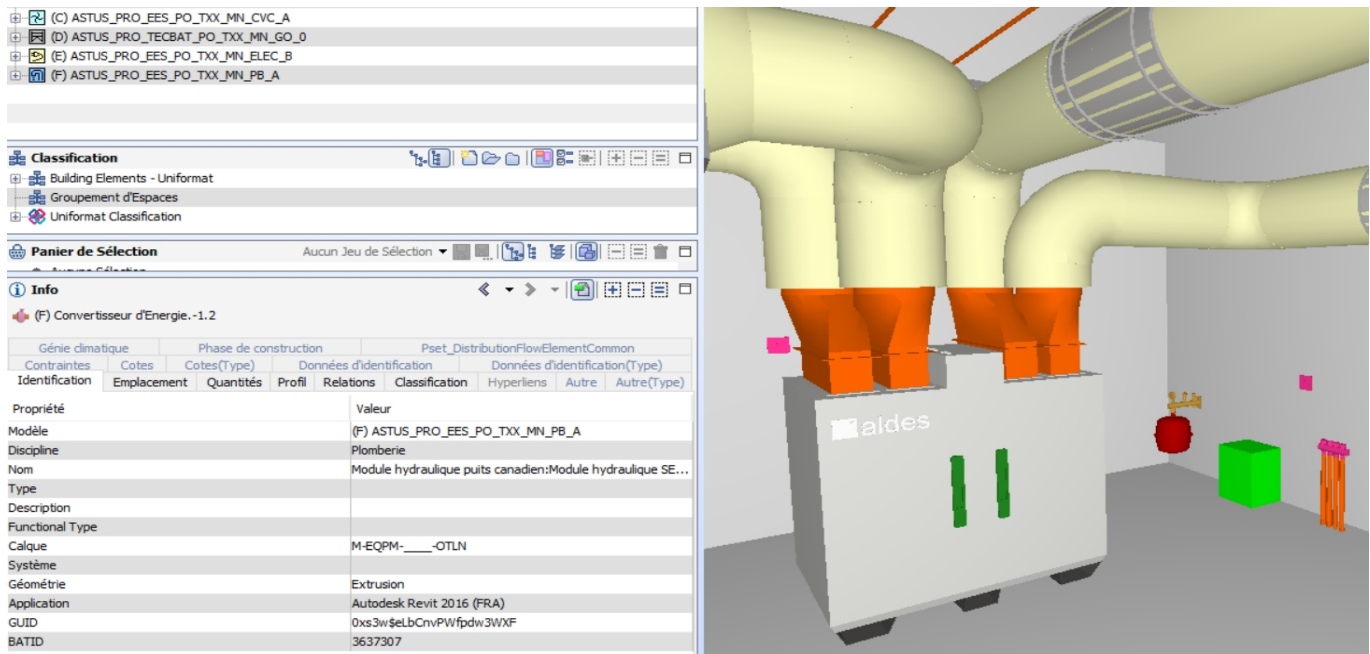 (C) ASTUS_PRO_EES_PO_TXX_MN_CVC_A
(D) ASTUS_PRO_TECBAT_PO_TXX_MN_GO_0
(E) ASTUS_PRO_EES_PO_TXX_MN_ELEC_B
(F) ASTUS_PRO_EES_PO_TXX_MN_PB_A
Classification
Building Elements - Uniformat
Groupement d'Espaces
Uniformat Classification
Panier de Sélection Aucun Jeu de Sélection
Info
(F) Convertisseur d'Energie.-1.2
Génie climatique Phase de construction Pset_DistributionFlowElementCommon
Contraintes Cotes Cotes(Type) Données d'identification Données d'identification(Type)
Identification Emplacement Quantités Profil Relations Classification Hyperliens Autre Autre(Type)
Propriété Valeur
Modèle (F) ASTUS_PRO_EES_PO_TXX_MN_PB_A
Discipline Plomberie
Nom Module hydraulique puits canadien:Module hydraulique SE...
Type
Description
Functional Type
Calque M-EQPM-____-OTLN
Système
Géométrie Extrusion
Application Autodesk Revit 2016 (FRA)
GUID 0xs3w$eLbCnvPWfpdw3WXF
BATID 3637307
aldes